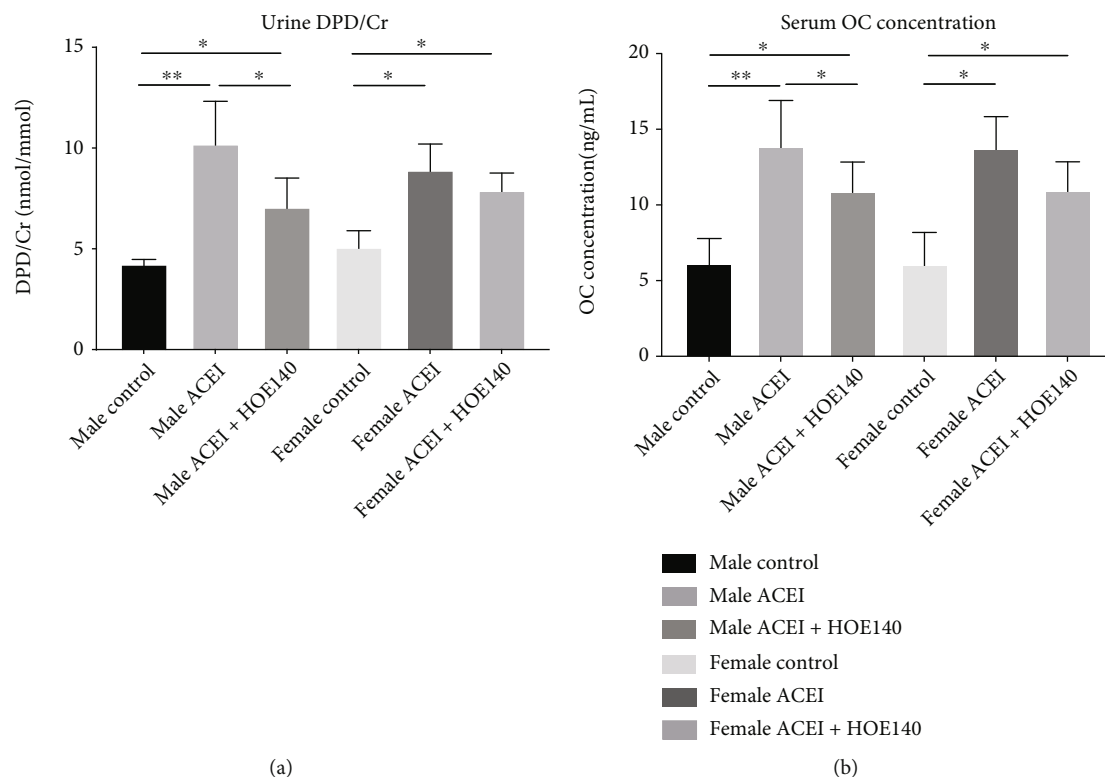 Urine DPD/Cr
15
10
5
0
DPD/Cr (nmol/mmol)
*
**
*
*
*
Male control
Male ACEI
Male ACEI + HOE140
Female control
Female ACEI
Female ACEI + HOE140
(a)
Serum OC concentration
20
15
10
5
0
OC concentration(ng/mL)
*
**
*
*
*
Male control
Male ACEI
Male ACEI + HOE140
Female control
Female ACEI
Female ACEI + HOE140
Male control
Male ACEI
Male ACEI + HOE140
Female control
Female ACEI
Female ACEI + HOE140
(b)